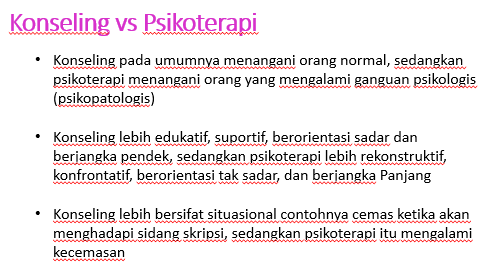 Konseling vs Psikoterapi
• Konseling pada umumnya menangani orang normal, sedangkan
psikoterapi menangani orang yang mengalami ganguan psikologis
(psikopatologis)
• Konseling lebih edukatif, suportif, berorientasi sadar dan
berjangka pendek, sedangkan psikoterapi lebih rekonstruktif,
konfrontatif, berorientasi tak sadar, dan berjangka Panjang
• Konseling lebih bersifat situasional contohnya cemas ketika akan
menghadapi sidang skripsi, sedangkan psikoterapi itu mengalami
kecemasan